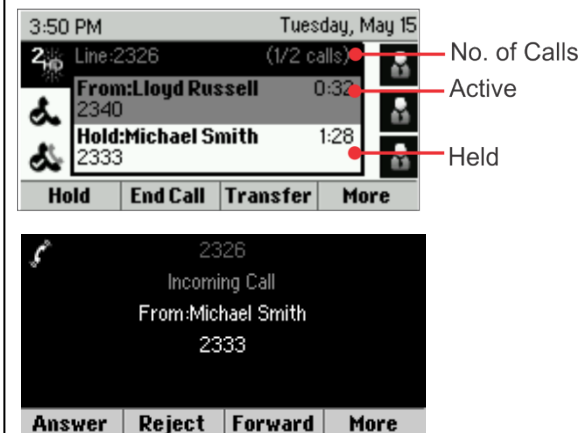 3:50 PM Tuesday, May 15
2HD Line:2326 (1/2 calls) No. of Calls
From:Lloyd Russell 0:32 Active
2340
Hold:Michael Smith 1:28
2333 Held
Hold End Call Transfer More
2326
Incoming Call
From:Michael Smith
2333
Answer Reject Forward More